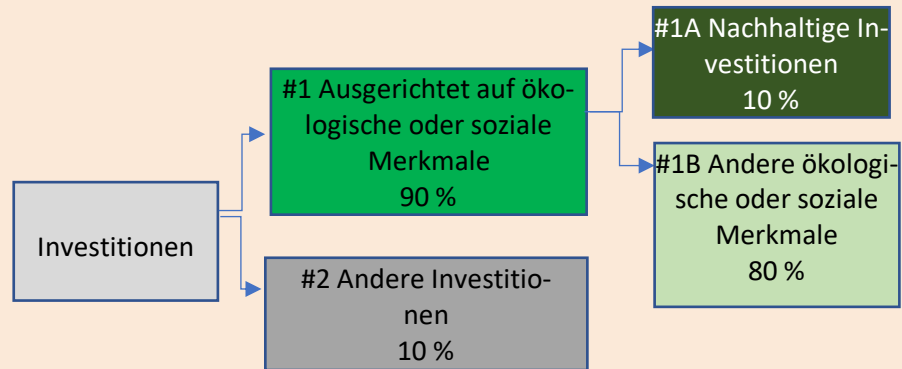 Investitionen
#1 Ausgerichtet auf öko-
logische oder soziale
Merkmale
90 %
#2 Andere Investitio-
nen
10 %
#1A Nachhaltige In-
vestitionen
10 %
#1B Andere ökologi-
sche oder soziale
Merkmale
80 %